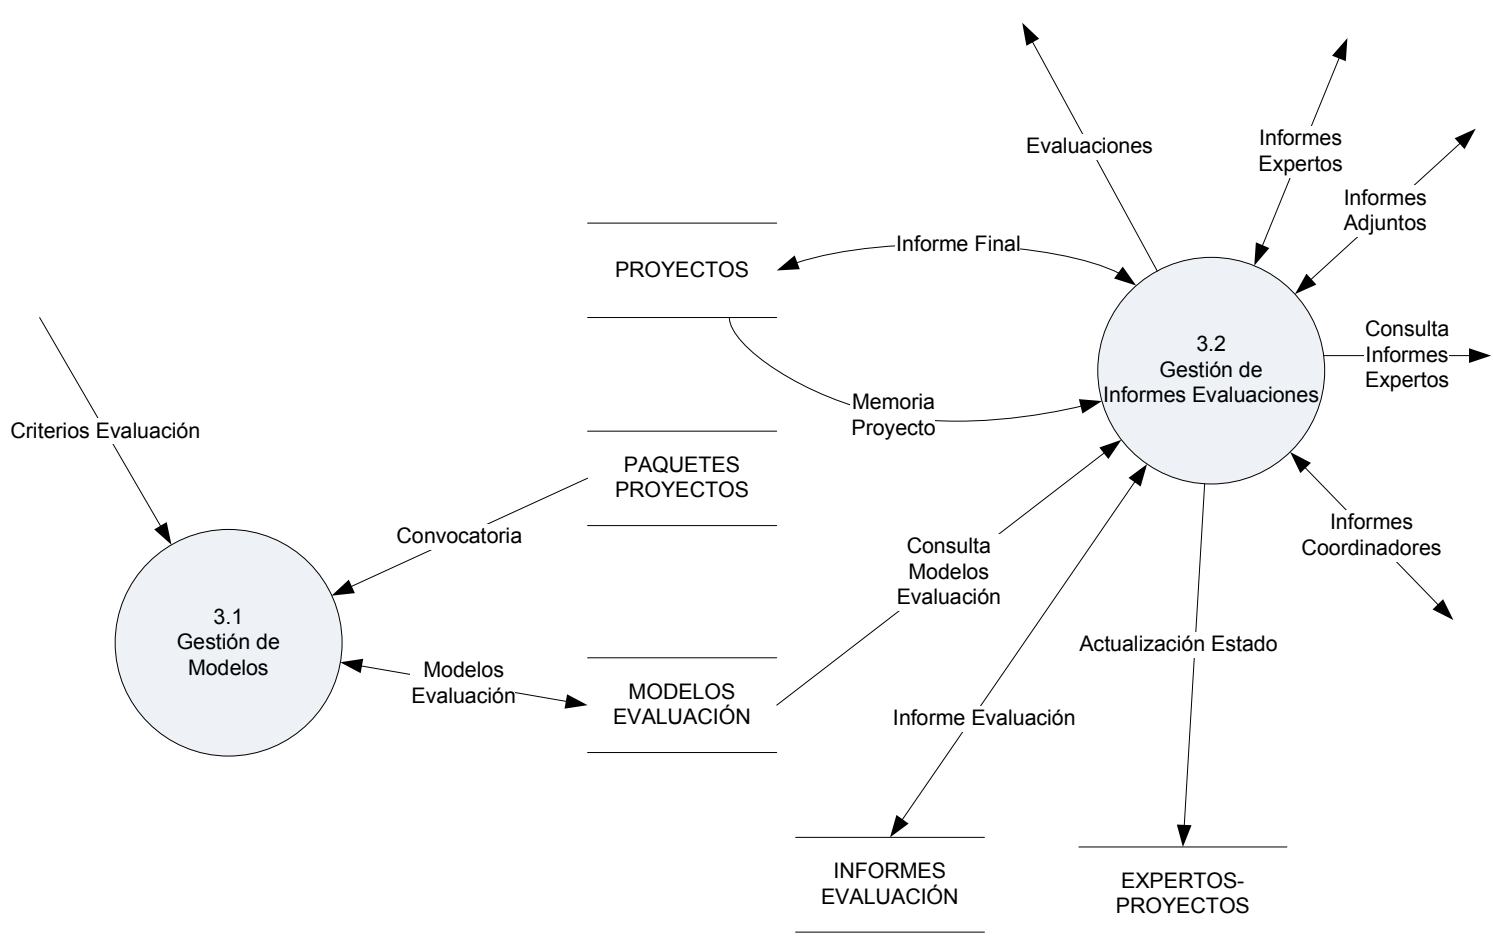 Evaluaciones
Informes
Expertos
Informes
Adjuntos
PROYECTOS
Informe Final
3.2
Gestión de
Informes Evaluaciones
Consulta
Informes
Expertos
Memoria
Proyecto
Criterios Evaluación
PAQUETES
PROYECTOS
Convocatoria
Consulta
Modelos
Evaluación
Informes
Coordinadores
3.1
Gestión de
Modelos
Modelos
Evaluación
MODELOS
EVALUACIÓN
Actualización Estado
Informe Evaluación
INFORMES
EVALUACIÓN
EXPERTOS-
PROYECTOS